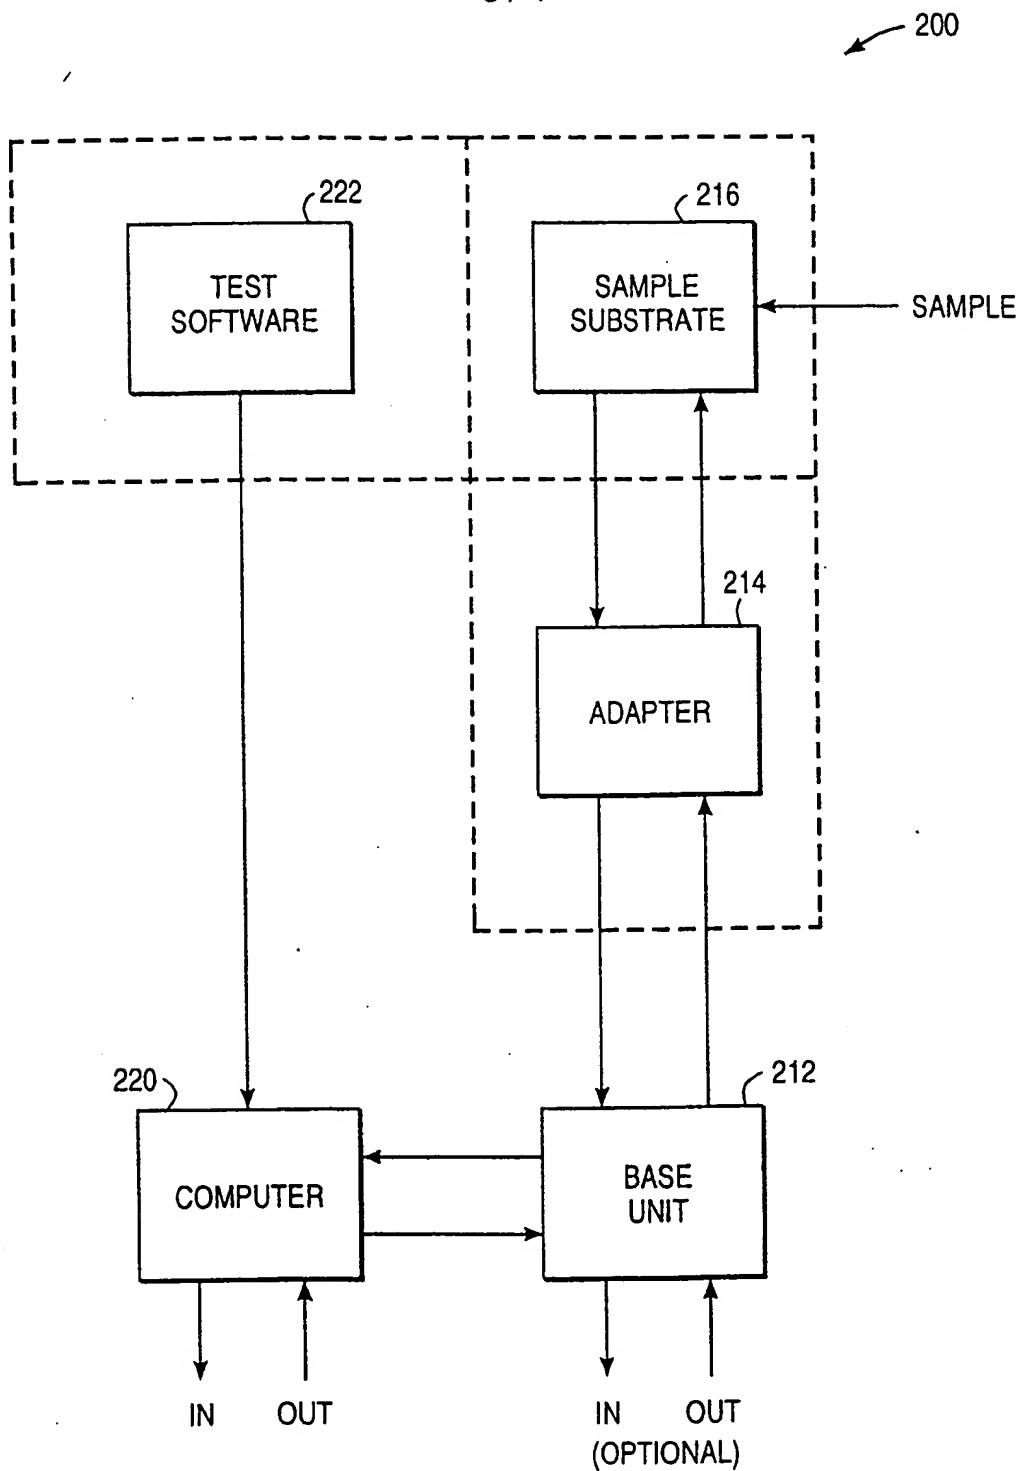 200
222
216
TEST
SOFTWARE
SAMPLE
SUBSTRATE
SAMPLE
214
ADAPTER
220
212
COMPUTER
BASE
UNIT
IN
OUT
IN
OUT
(OPTIONAL)